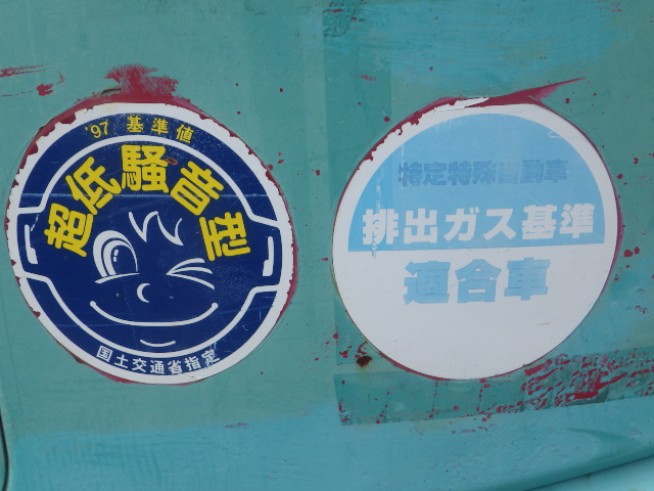 '97 基準値
超低騒音型
国土交通省指定
特定特殊自動車
排出ガス基準
適合車